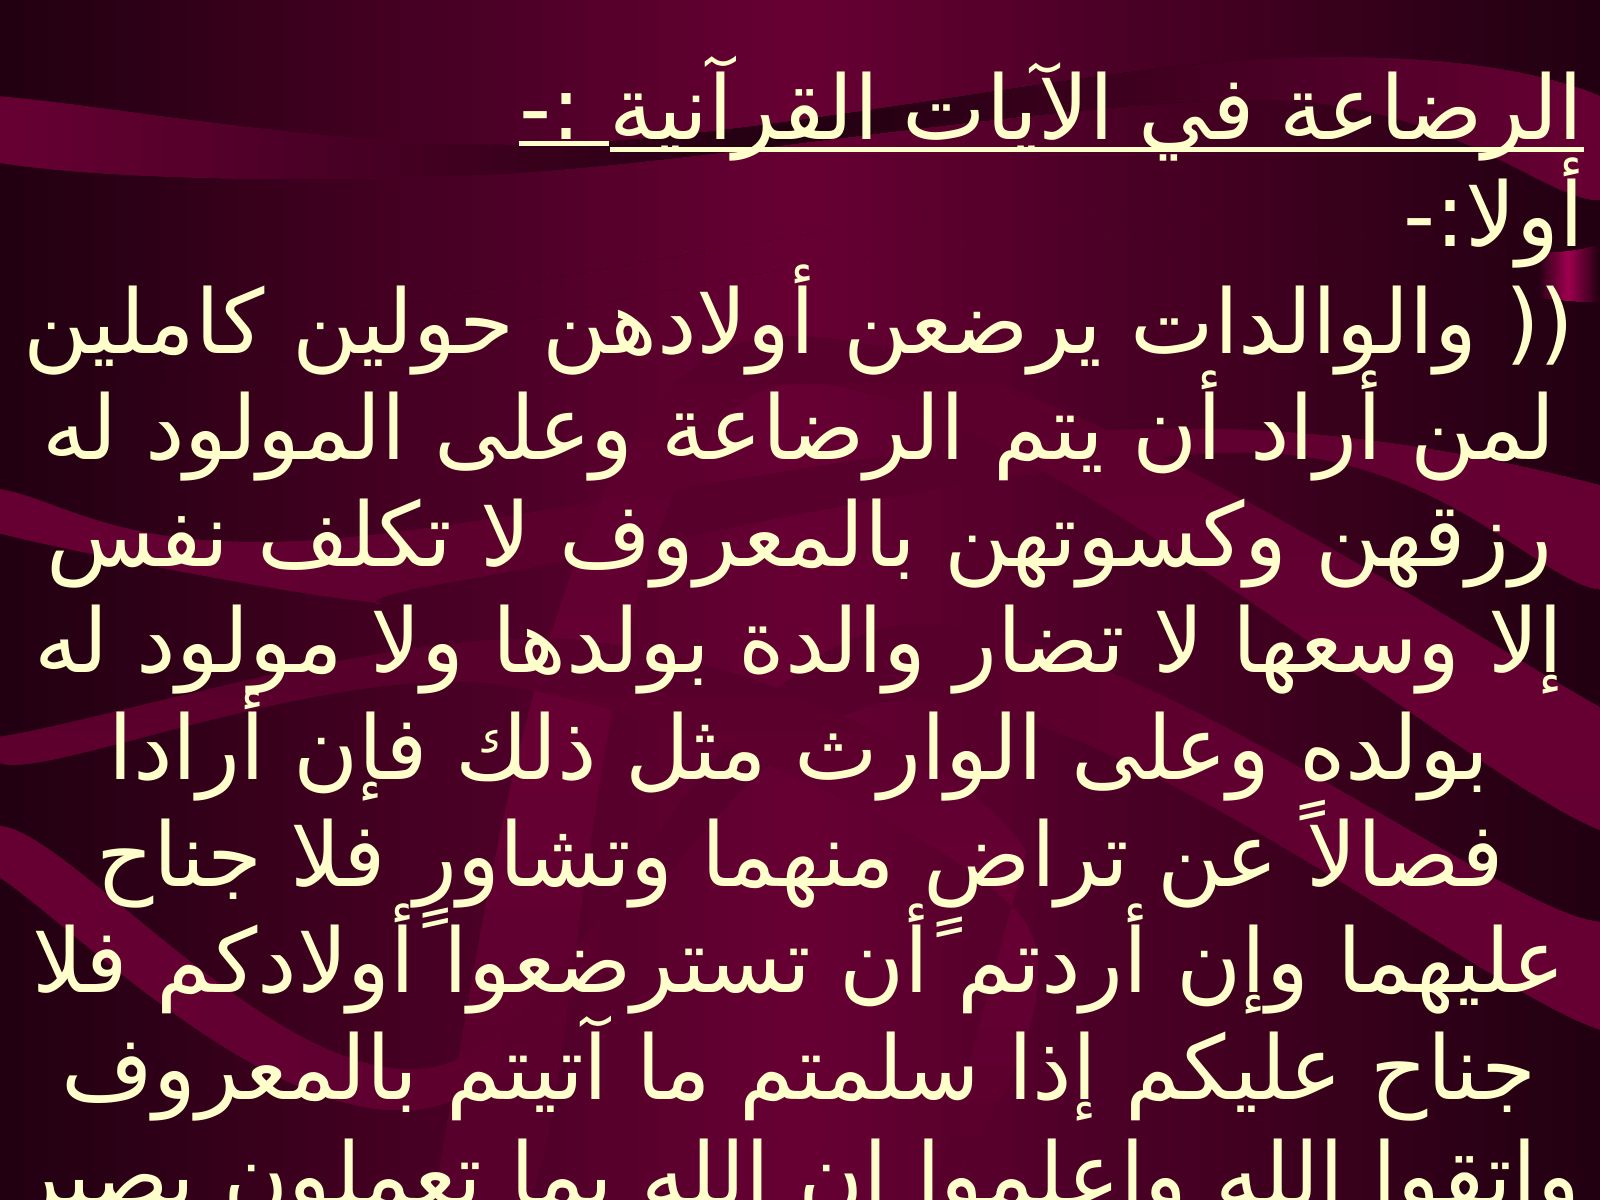 الرضاعة في الآيات القرآنية :-
أولا:-
(( والوالدات يرضعن أولادهن حولين كاملين
لمن أراد أن يتم الرضاعة وعلى المولود له
رزقهن وكسوتهن بالمعروف لا تكلف نفس
إلا وسعها لا تضار والدة بولدها ولا مولود له
بولده وعلى الوارث مثل ذلك فإن أرادا
فصالاً عن تراضٍ منهما وتشاورٍ فلا جناح
عليهما وإن أردتم أن تسترضعوا أولادكم فلا
جناح عليكم إذا سلمتم ما آتيتم بالمعروف
واتقوا الله واعلموا ان الله بما تعملون بصير